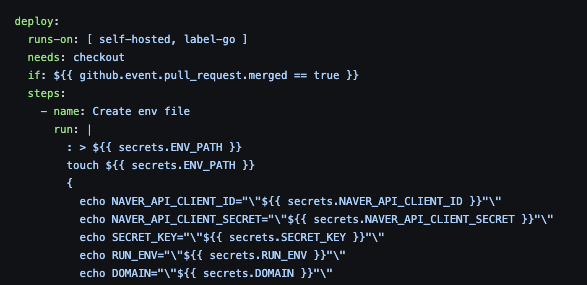 deploy:
  runs-on: [ self-hosted, label-go ]
  needs: checkout
  if: ${{ github.event.pull_request.merged == true }}
  steps:
    - name: Create env file
      run: |
        : > ${{ secrets.ENV_PATH }}
        touch ${{ secrets.ENV_PATH }}
        {
          echo NAVER_API_CLIENT_ID="\"${{ secrets.NAVER_API_CLIENT_ID }}"\"
          echo NAVER_API_CLIENT_SECRET="\"${{ secrets.NAVER_API_CLIENT_SECRET }}"\"
          echo SECRET_KEY="\"${{ secrets.SECRET_KEY }}"\"
          echo RUN_ENV="\"${{ secrets.RUN_ENV }}"\"
          echo DOMAIN="\"${{ secrets.DOMAIN }}"\"